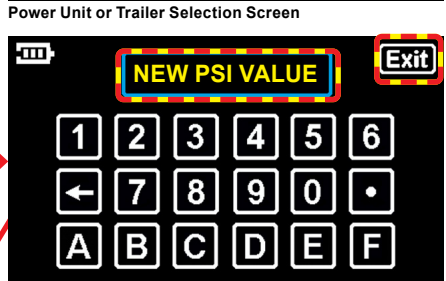 Power Unit or Trailer Selection Screen
NEW PSI VALUE Exit
1 2 3 4 5 6
← 7 8 9 0 •
A B C D E F